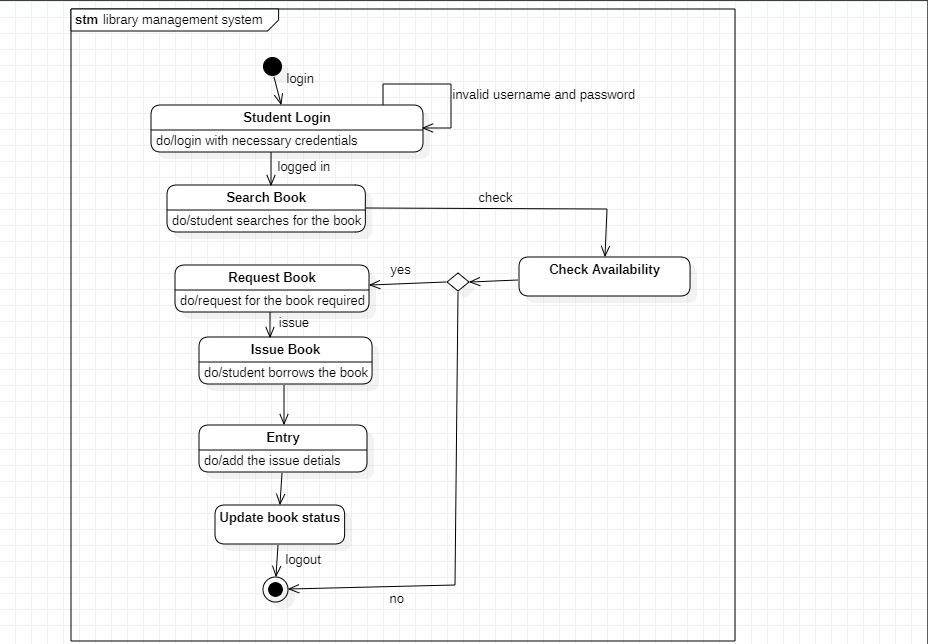 stm library management system
login
invalid username and password
Student Login
do/login with necessary credentials
logged in
Search Book
do/student searches for the book
check
Check Availability
yes
Request Book
do/request for the book required
issue
Issue Book
do/student borrows the book
Entry
do/add the issue detials
Update book status
logout
no